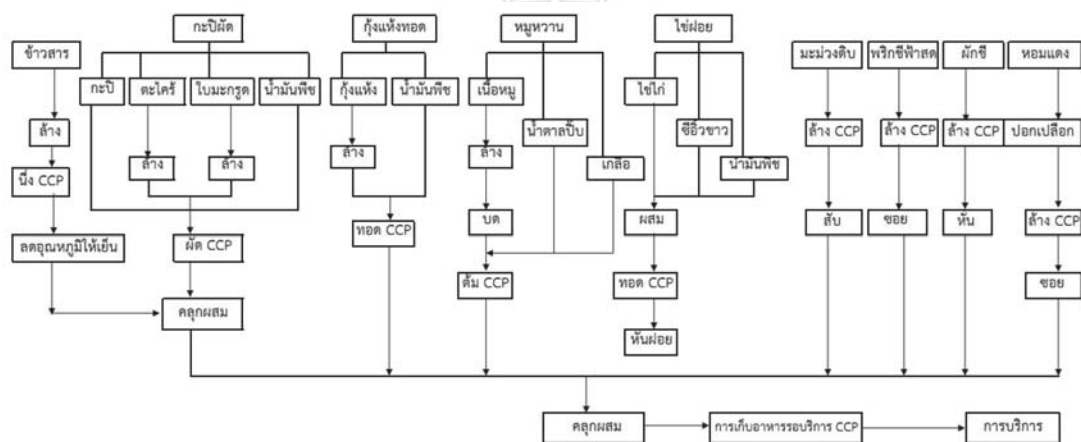 กะปิผัด กุ้งแห้งทอด หมูหวาน ไข่ฝอย
ข้าวสาร มะม่วงดิบ พริกชี้ฟ้าสด ผักชี หอมแดง
กะปิ ตะไคร้ ใบมะกรูด น้ำมันพืช กุ้งแห้ง น้ำมันพืช เนื้อหมู ไข่ไก่
ล้าง น้ำตาลปี๊บ ซีอิ๊วขาว ล้าง CCP ล้าง CCP ล้าง CCP ปอกเปลือก
ล้าง ล้าง ล้าง ล้าง เกลือ น้ำมันพืช
นึ่ง CCP
บด ผสม สับ ซอย หั่น ล้าง CCP
ทอด CCP
ลดอุณหภูมิให้เย็น ผัด CCP
ต้ม CCP ทอด CCP ซอย
คลุกผสม
หั่นฝอย
คลุกผสม การเก็บอาหารรอบริการ CCP การบริการ